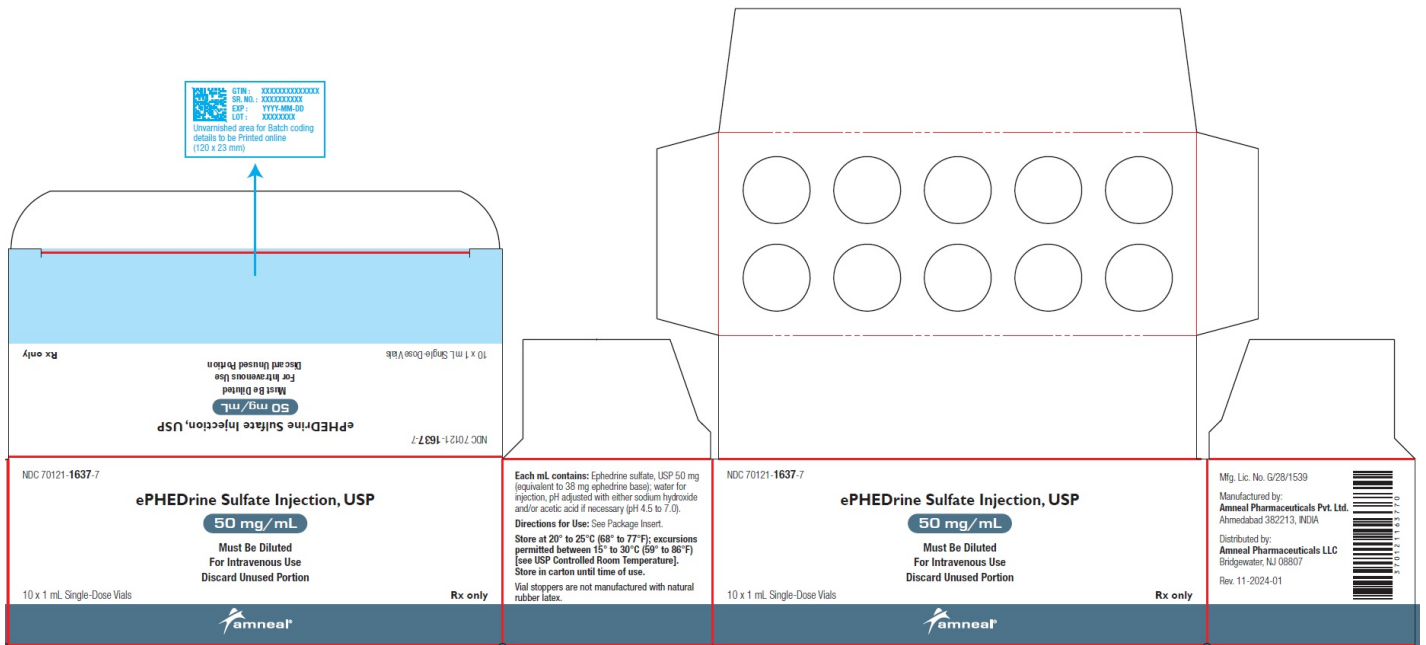 GTIN : XXXXXXXXXXXXXX
SR. NO. : XXXXXXXXXX
EXP : YYYY-MM-DD
LOT : XXXXXXXX
Unvarnished area for Batch coding
details to be Printed online
(120 x 23 mm)
NDC 70121-1637-7
ePHEDrine Sulfate Injection, USP
50 mg/mL
Must Be Diluted
For Intravenous Use
Discard Unused Portion
10 x 1 mL Single-Dose Vials
Rx only
NDC 70121-1637-7
ePHEDrine Sulfate Injection, USP
50 mg/mL
Must Be Diluted
For Intravenous Use
Discard Unused Portion
10 x 1 mL Single-Dose Vials
Rx only
amneal®
Each mL contains: Ephedrine sulfate, USP 50 mg
(equivalent to 38 mg ephedrine base); water for
injection, pH adjusted with either sodium hydroxide
and/or acetic acid if necessary (pH 4.5 to 7.0).
Directions for Use: See Package Insert.
Store at 20° to 25°C (68° to 77°F); excursions
permitted between 15° to 30°C (59° to 86°F)
[see USP Controlled Room Temperature].
Store in carton until time of use.
Vial stoppers are not manufactured with natural
rubber latex.
NDC 70121-1637-7
ePHEDrine Sulfate Injection, USP
50 mg/mL
Must Be Diluted
For Intravenous Use
Discard Unused Portion
10 x 1 mL Single-Dose Vials
Rx only
amneal®
Mfg. Lic. No. G/28/1539
Manufactured by:
Amneal Pharmaceuticals Pvt. Ltd.
Ahmedabad 382213, INDIA
Distributed by:
Amneal Pharmaceuticals LLC
Bridgewater, NJ 08807
Rev. 11-2024-01
370121163770